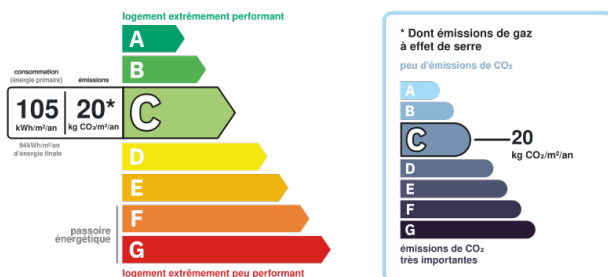 logement extrêmement performant
A
B
consommation
(énergie primaire)
émissions
105
kWh/m²/an
20*
kg CO₂/m²/an
C
94kWh/m²/an
d'énergie finale
D
E
passoire
énergétique
F
G
logement extrêmement peu performant
* Dont émissions de gaz
à effet de serre
peu d'émissions de CO₂
A
B
C
20
kg CO₂/m²/an
D
E
F
G
émissions de CO₂
très importantes